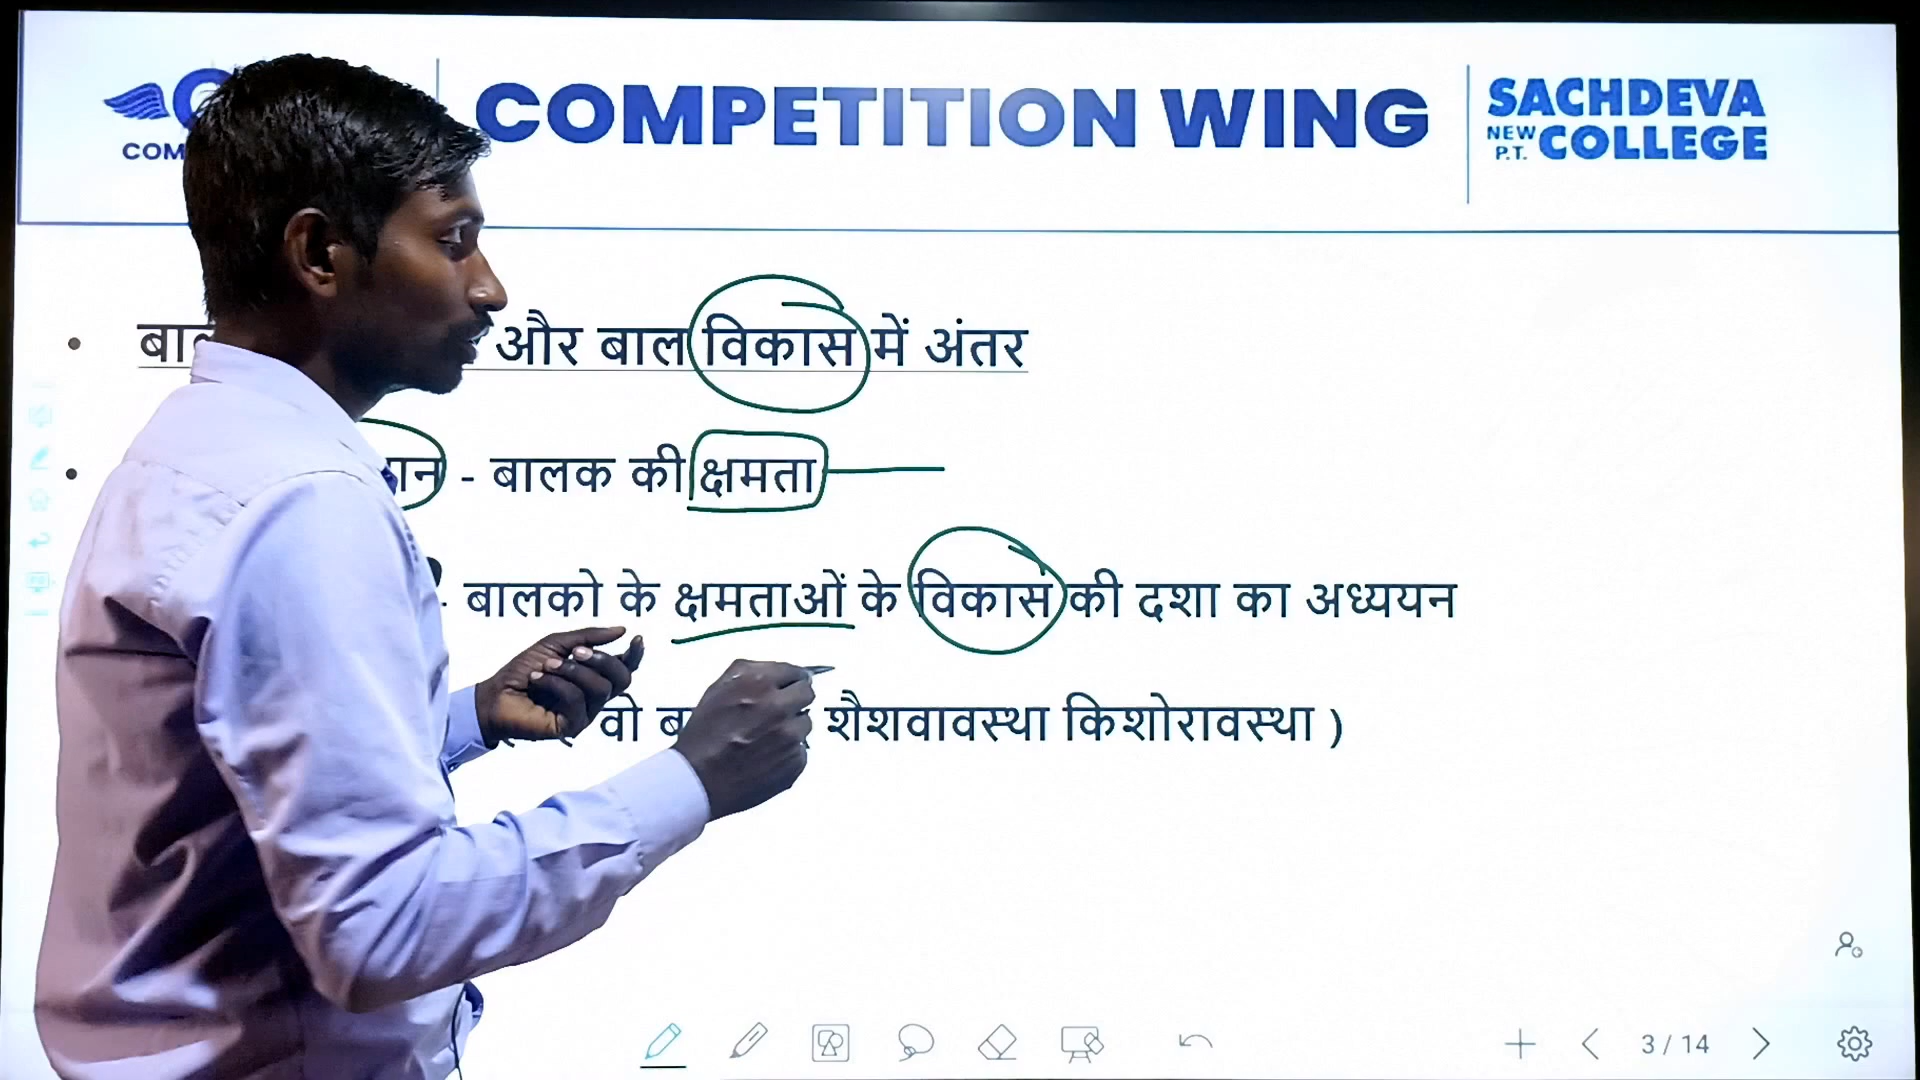 COMPETITION WING
SACHDEVA
NEW P.T. COLLEGE
और बाल विकास में अंतर
- बालक की क्षमता
- बालको के क्षमताओं के विकास की दशा का अध्ययन
वो शैशवावस्था किशोरावस्था )
3 / 14